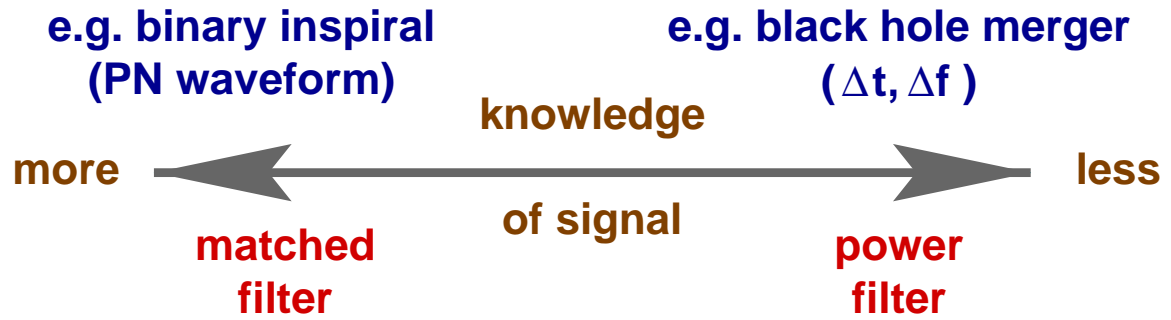 e.g. binary inspiral
(PN waveform)
e.g. black hole merger
(Δt, Δf )
knowledge
more
less
of signal
matched
filter
power
filter